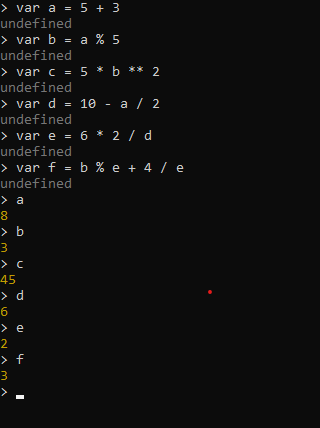 > var a = 5 + 3
undefined
> var b = a % 5
undefined
> var c = 5 * b ** 2
undefined
> var d = 10 - a / 2
undefined
> var e = 6 * 2 / d
undefined
> var f = b % e + 4 / e
undefined
> a
8
> b
3
> c
45
> d
6
> e
2
> f
3
>